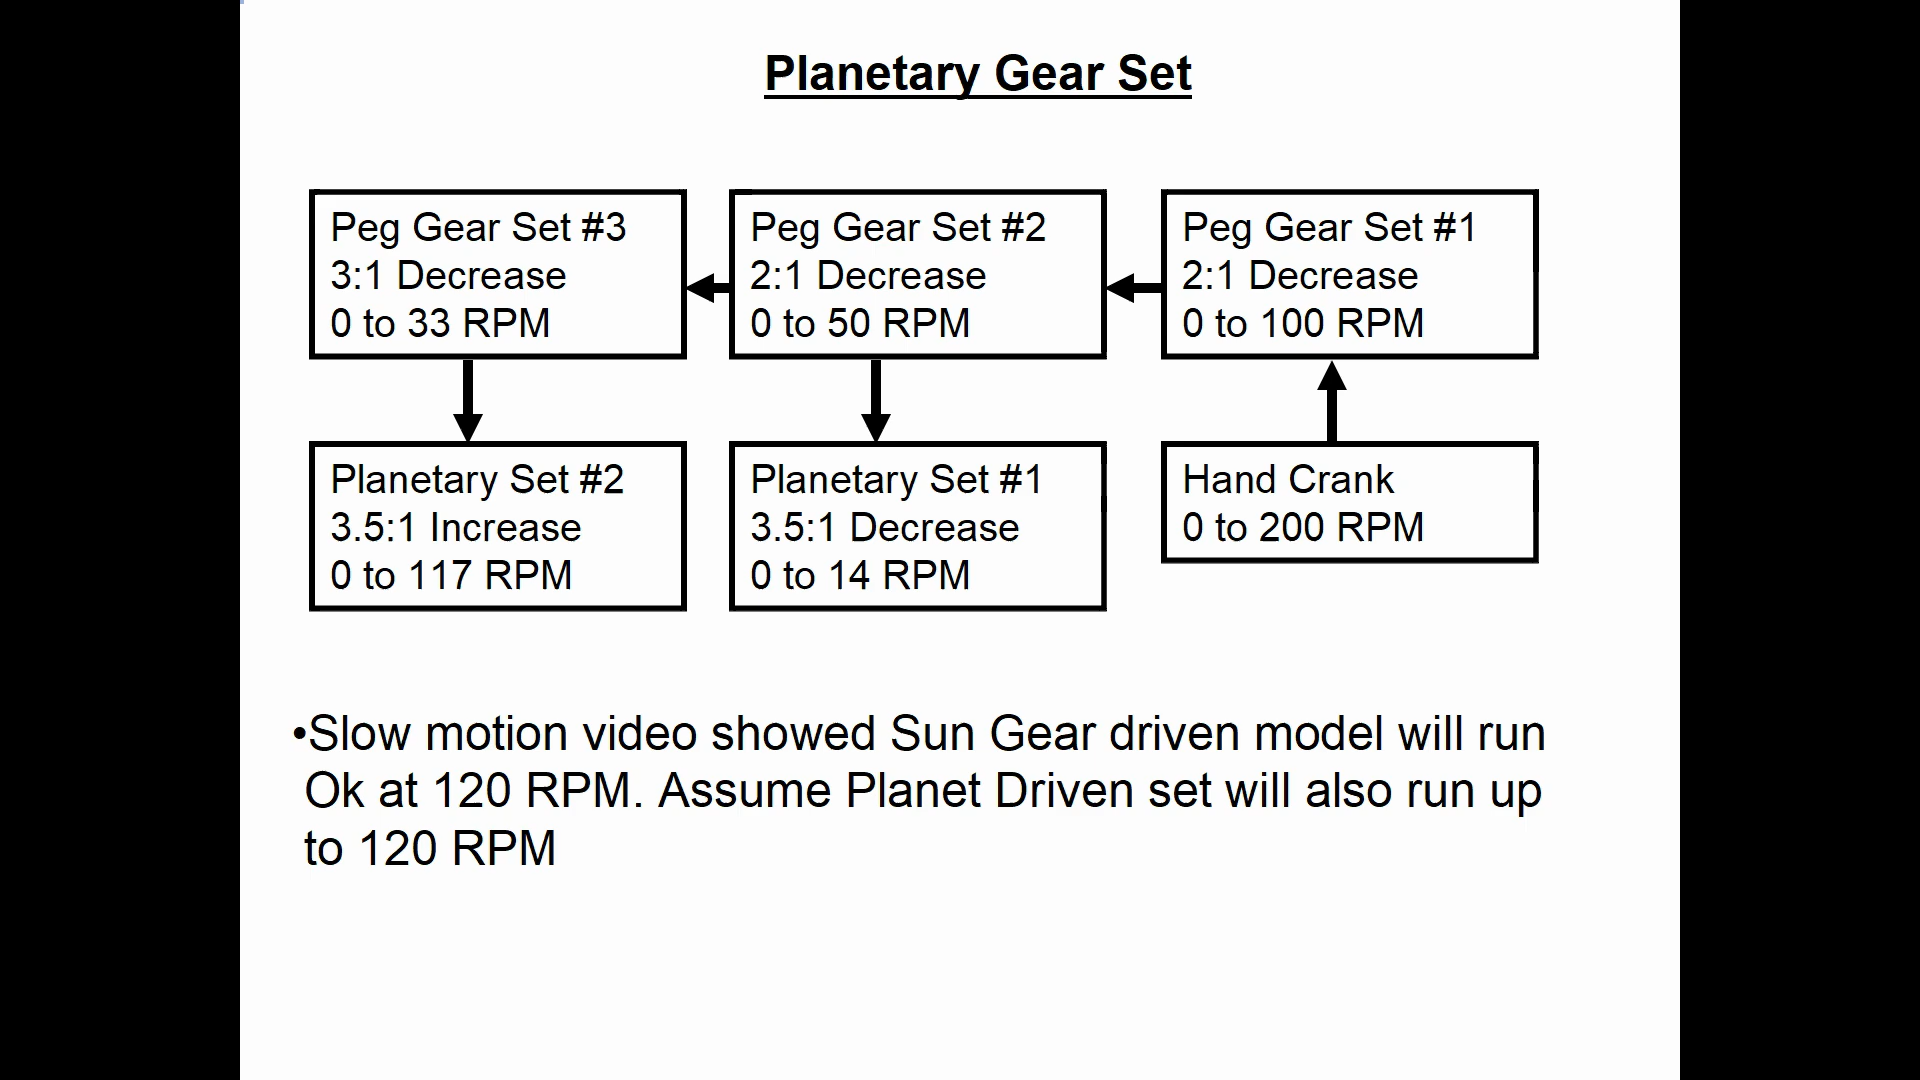 Planetary Gear Set
Peg Gear Set #3
3:1 Decrease
0 to 33 RPM
Peg Gear Set #2
2:1 Decrease
0 to 50 RPM
Peg Gear Set #1
2:1 Decrease
0 to 100 RPM
Planetary Set #2
3.5:1 Increase
0 to 117 RPM
Planetary Set #1
3.5:1 Decrease
0 to 14 RPM
Hand Crank
0 to 200 RPM
•Slow motion video showed Sun Gear driven model will run
Ok at 120 RPM. Assume Planet Driven set will also run up
to 120 RPM